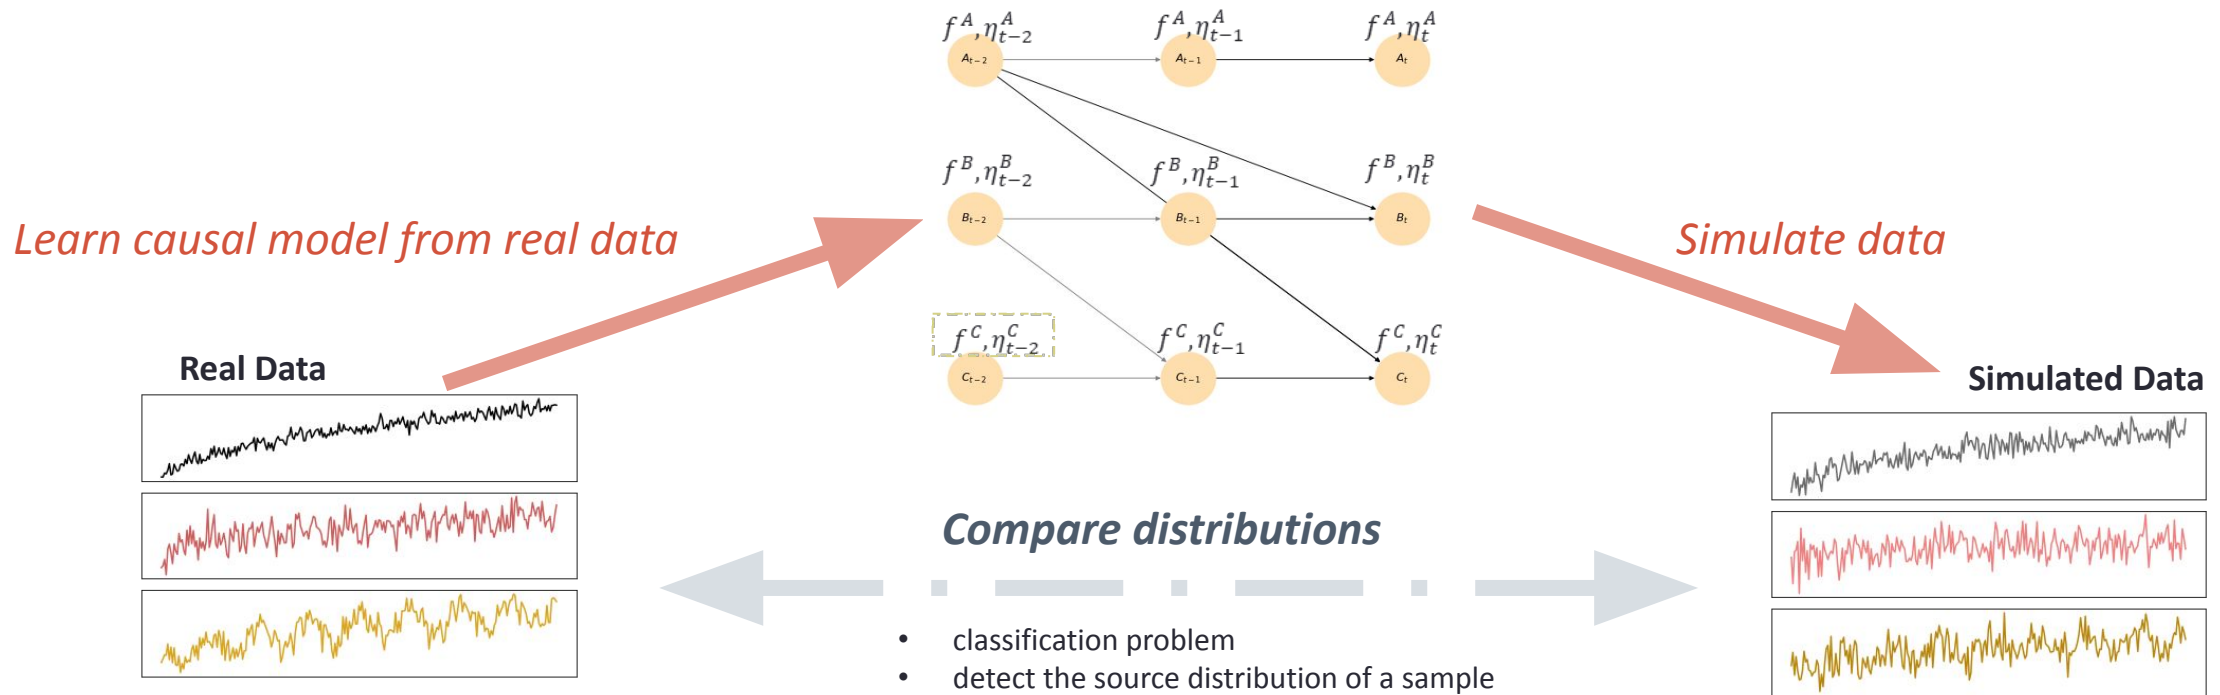 f^A, η^A_{t−2} f^A, η^A_{t−1} f^A, η^A_t
A_{t−2} A_{t−1} A_t
f^B, η^B_{t−2} f^B, η^B_{t−1} f^B, η^B_t
B_{t−2} B_{t−1} B_t
Learn causal model from real data
Simulate data
f^C, η^C_{t−2} f^C, η^C_{t−1} f^C, η^C_t
C_{t−2} C_{t−1} C_t
Real Data
Simulated Data
Compare distributions
• classification problem
• detect the source distribution of a sample